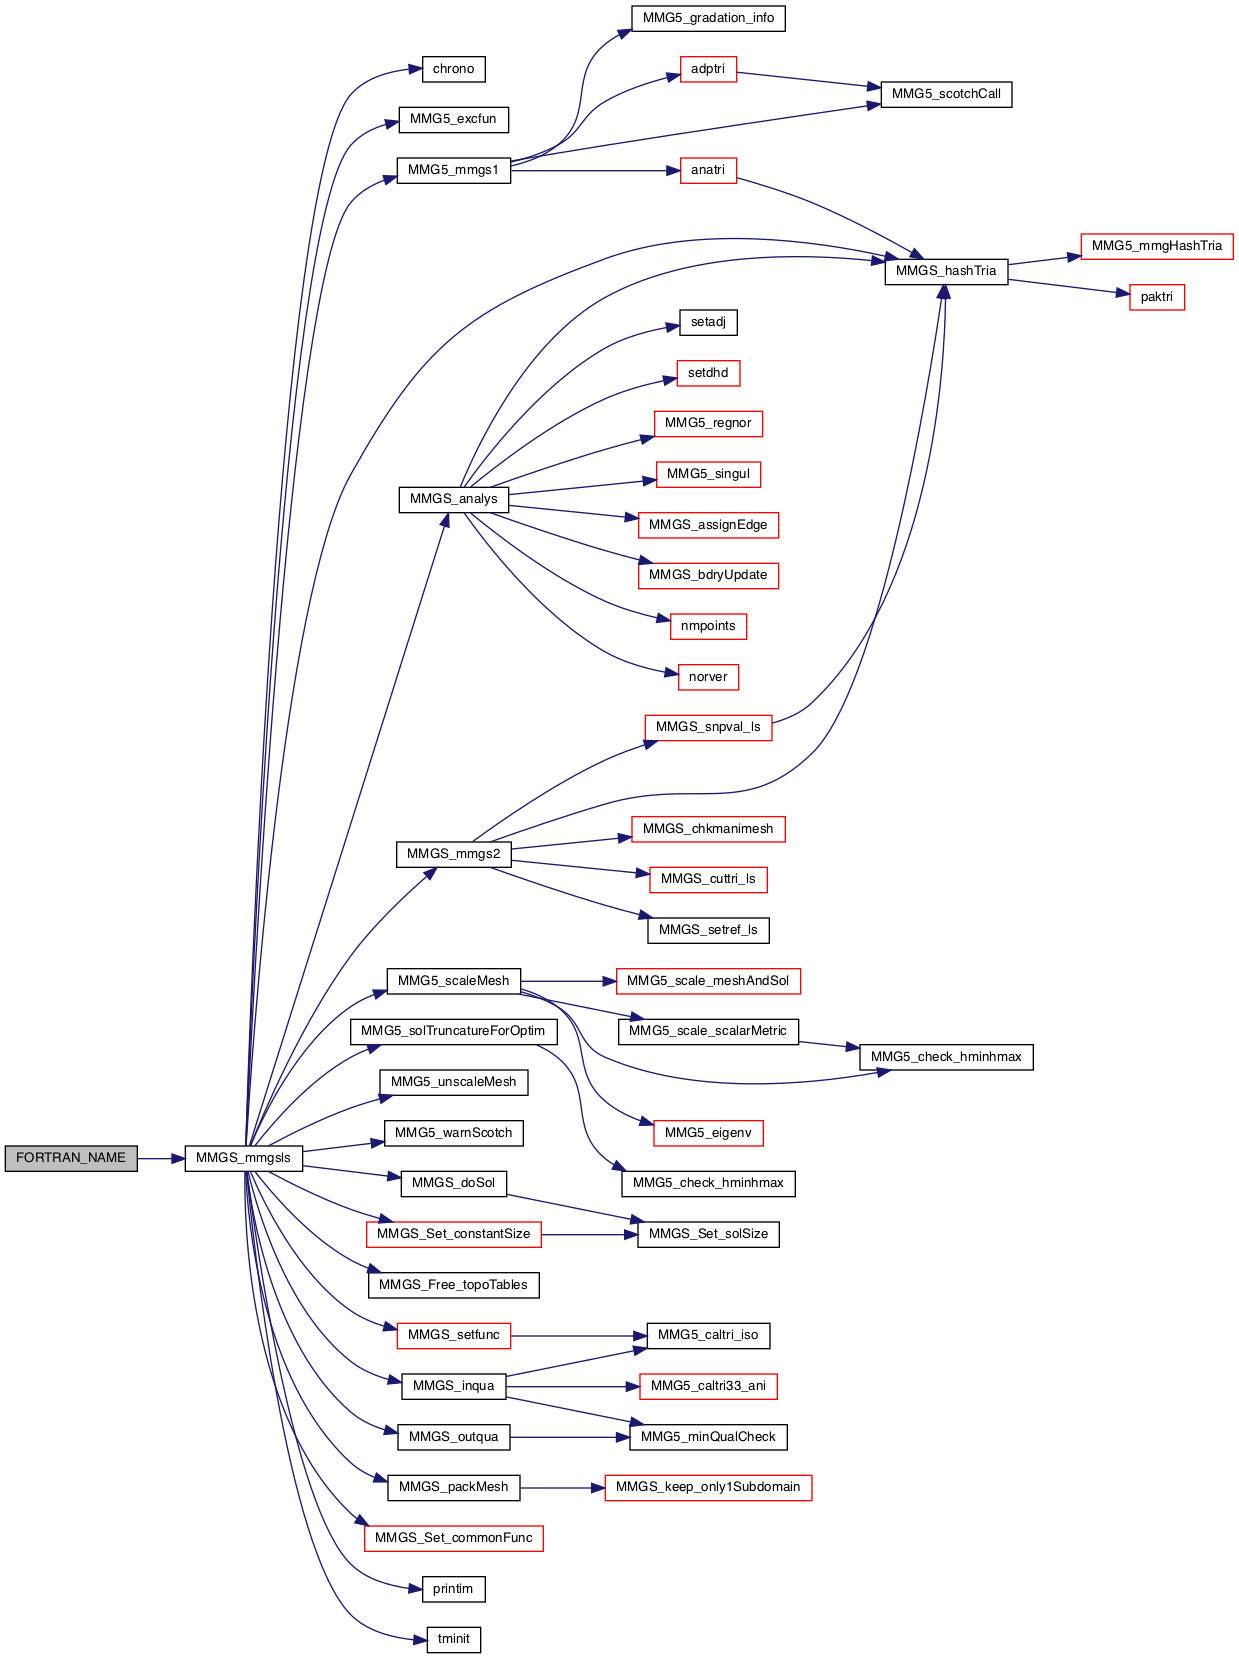 MMG5_gradation_info
chrono
adptri
MMG5_scotchCall
MMG5_excfun
MMG5_mmgs1
anatri
MMG5_mmgHashTria
MMGS_hashTria
paktri
setadj
setdhd
MMG5_regnor
MMG5_singul
MMGS_analys
MMGS_assignEdge
MMGS_bdryUpdate
nmpoints
norver
MMGS_snpval_ls
MMGS_chkmanimesh
MMGS_mmgs2
MMGS_cuttri_ls
MMGS_setref_ls
MMG5_scaleMesh
MMG5_scale_meshAndSol
MMG5_solTruncatureForOptim
MMG5_scale_scalarMetric
MMG5_check_hminhmax
MMG5_unscaleMesh
MMG5_warnScotch
MMG5_eigenv
FORTRAN_NAME
MMGS_mmgsls
MMGS_doSol
MMG5_check_hminhmax
MMGS_Set_constantSize
MMGS_Set_solSize
MMGS_Free_topoTables
MMGS_setfunc
MMG5_caltri_iso
MMGS_inqua
MMG5_caltri33_ani
MMGS_outqua
MMG5_minQualCheck
MMGS_packMesh
MMGS_keep_only1Subdomain
MMGS_Set_commonFunc
printim
tminit